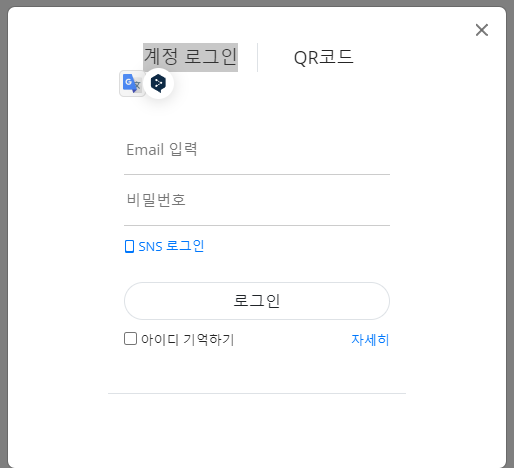 계정 로그인 QR코드
Email 입력
비밀번호
SNS 로그인
로그인
아이디 기억하기 자세히